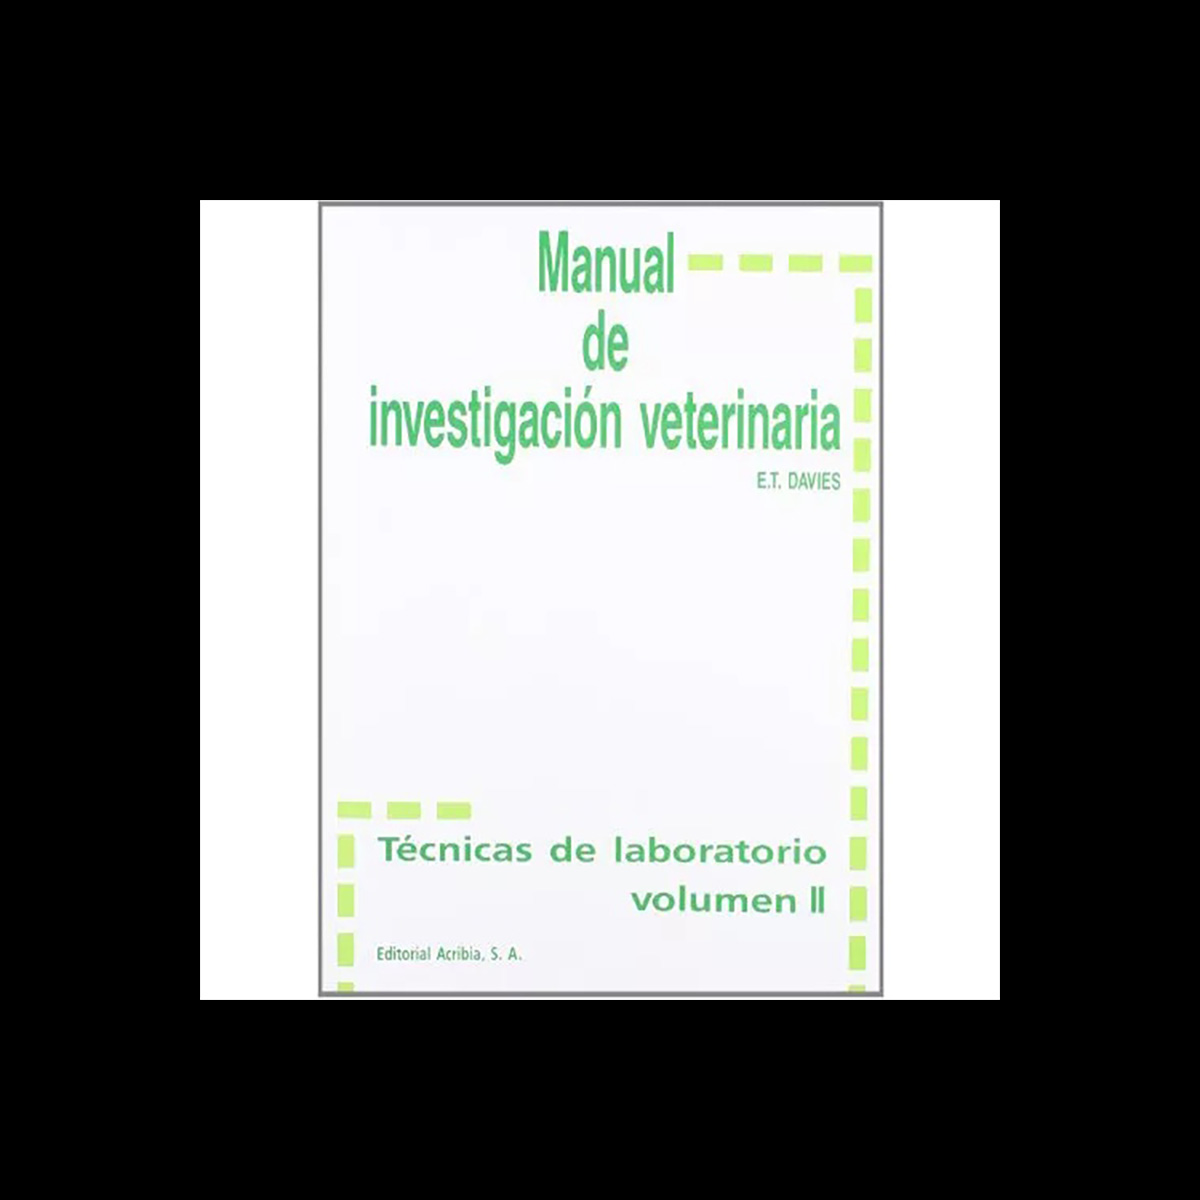 Manual
de
investigación veterinaria
E.T. DAVIES
Técnicas de laboratorio
volumen II
Editorial Acribia, S. A.